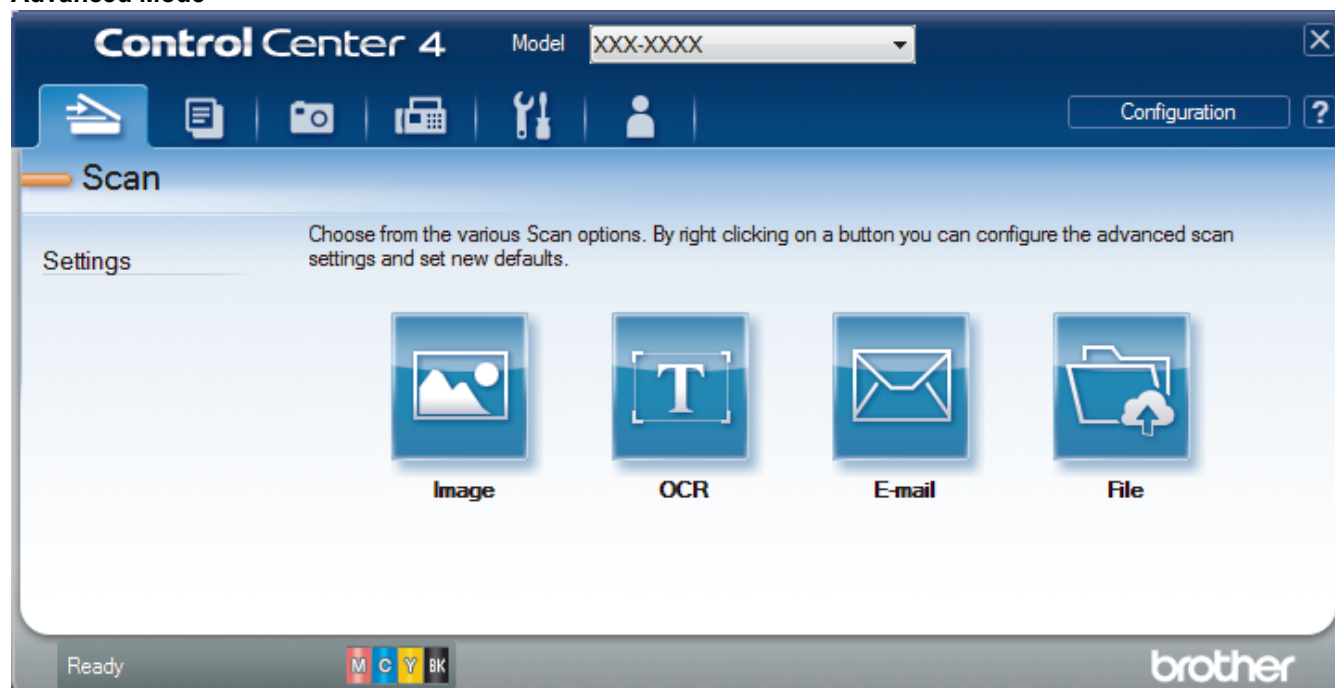 Advanced Mode
Control Center 4 Model XXX-XXXX
Configuration ?
Scan
Settings
Choose from the various Scan options. By right clicking on a button you can configure the advanced scan
settings and set new defaults.
T
Image OCR E-mail File
Ready M C Y BK brother